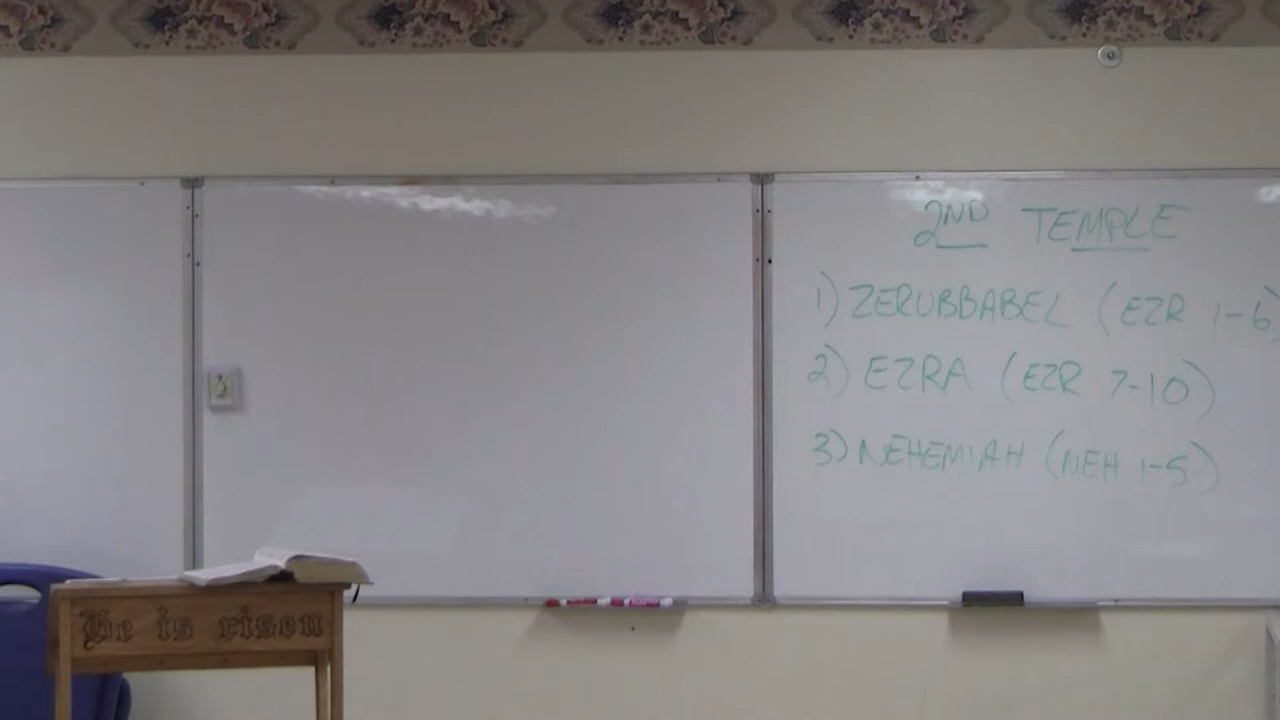 2ND TEMPLE
1) ZERUBBABEL (EZR 1-6)
2) EZRA (EZR 7-10)
3) NEHEMIAH (NEH 1-5)
He is risen